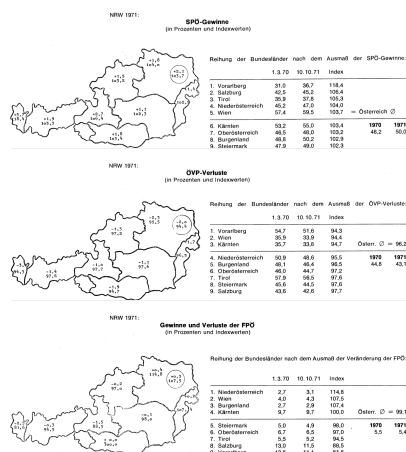 NRW 1971:
SPÖ-Gewinne
(in Prozenten und Indexwerten)
Reihung der Bundesländer nach dem Ausmaß der SPÖ-Gewinne:
1.3.70 10.10.71 Index
1. Vorarlberg 31,0 36,7 118,4
2. Salzburg 42,5 45,2 106,4
3. Tirol 35,9 37,8 105,3
4. Niederösterreich 45,2 47,0 104,0
5. Wien 57,4 59,5 103,7 = Österreich Ø
6. Kärnten 53,2 55,0 103,4 1970 1971
7. Oberösterreich 46,5 48,0 103,2 48,2 50,0
8. Burgenland 48,8 50,2 102,9
9. Steiermark 47,9 49,0 102,3
NRW 1971:
ÖVP-Verluste
(in Prozenten und Indexwerten)
Reihung der Bundesländer nach dem Ausmaß der ÖVP-Verluste:
1.3.70 10.10.71 Index
1. Vorarlberg 54,7 51,6 94,3
2. Wien 35,9 33,9 94,4
3. Kärnten 35,7 33,8 94,7 Österr. Ø = 96,2
4. Niederösterreich 50,9 48,6 95,5 1970 1971
5. Burgenland 48,1 46,4 96,5 44,8 43,1
6. Oberösterreich 46,0 44,7 97,2
7. Tirol 57,9 56,5 97,6
8. Steiermark 45,6 44,5 97,6
9. Salzburg 43,6 42,6 97,7
NRW 1971:
Gewinne und Verluste der FPÖ
(in Prozenten und Indexwerten)
Reihung der Bundesländer nach dem Ausmaß der Veränderung der FPÖ:
1.3.70 10.10.71 Index
1. Niederösterreich 2,7 3,1 114,8
2. Wien 4,0 4,3 107,5
3. Burgenland 2,7 2,9 107,4
4. Kärnten 9,7 9,7 100,0 Österr. Ø = 99,1
5. Steiermark 5,0 4,9 98,0 1970 1971
6. Oberösterreich 6,7 6,5 97,0 5,5 5,4
7. Tirol 5,5 5,2 94,5
8. Salzburg 13,0 11,5 88,5